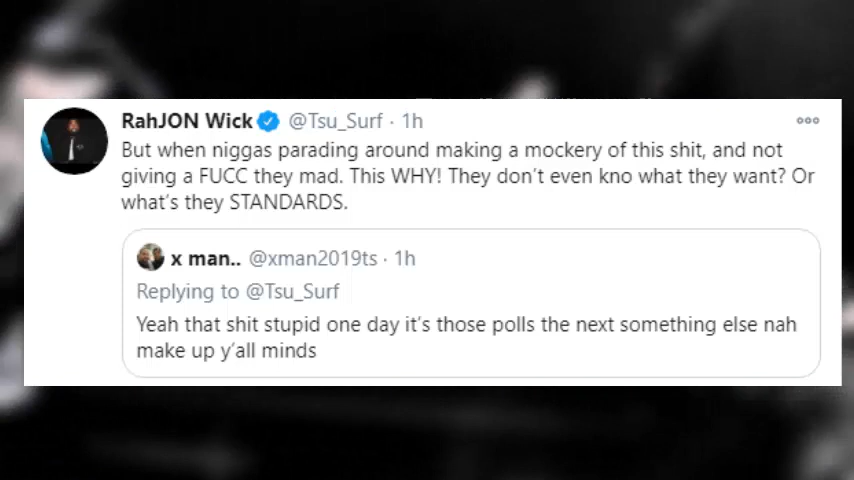 RahJON Wick @Tsu_Surf · 1h
But when niggas parading around making a mockery of this shit, and not
giving a FUCC they mad. This WHY! They don't even kno what they want? Or
what's they STANDARDS.
x man.. @xman2019ts · 1h
Replying to @Tsu_Surf
Yeah that shit stupid one day it's those polls the next something else nah
make up y'all minds